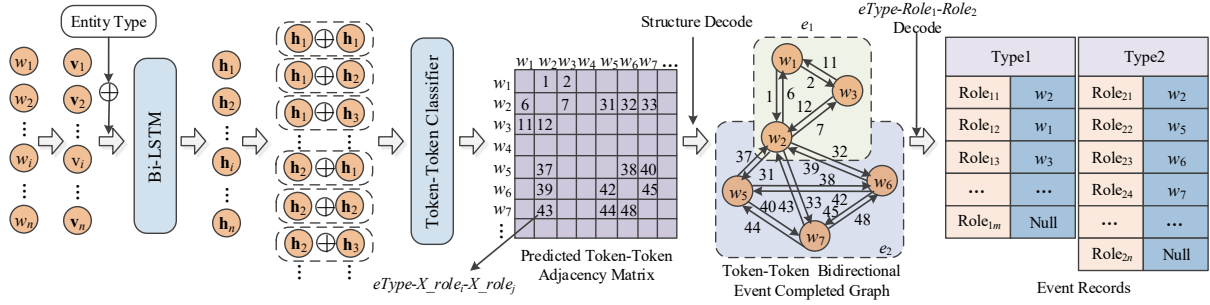 Entity Type
w1
w2
⋮
wi
⋮
wn
v1
v2
⋮
vi
⋮
vn
Bi-LSTM
h1
h2
⋮
hi
⋮
hn
h1 ⊕ h1
h1 ⊕ h2
h1 ⊕ h3
⋮ ⋮
h2 ⊕ h1
h2 ⊕ h2
h2 ⊕ h3
⋮ ⋮
Token-Token Classifier
w1 w2 w3 w4 w5 w6 w7 ...
w1 1 2
w2 6 7 31 32 33
w3 11 12
w4
w5 37 38 40
w6 39 42 45
w7 43 44 48
⋮
Predicted Token-Token
Adjacency Matrix
eType-X_rolei-X_rolej
Structure Decode
e1
w1
11
2
w3
1
6
12
7
w2
37
31
32
39
38
w5
w6
40
43
33
42
45
48
44
w7
e2
Token-Token Bidirectional
Event Completed Graph
eType-Role1-Role2
Decode
Type1
Role11 w2
Role12 w1
Role13 w3
... ...
Role1m Null
Type2
Role21 w2
Role22 w5
Role23 w6
Role24 w7
... ...
Role2n Null
Event Records